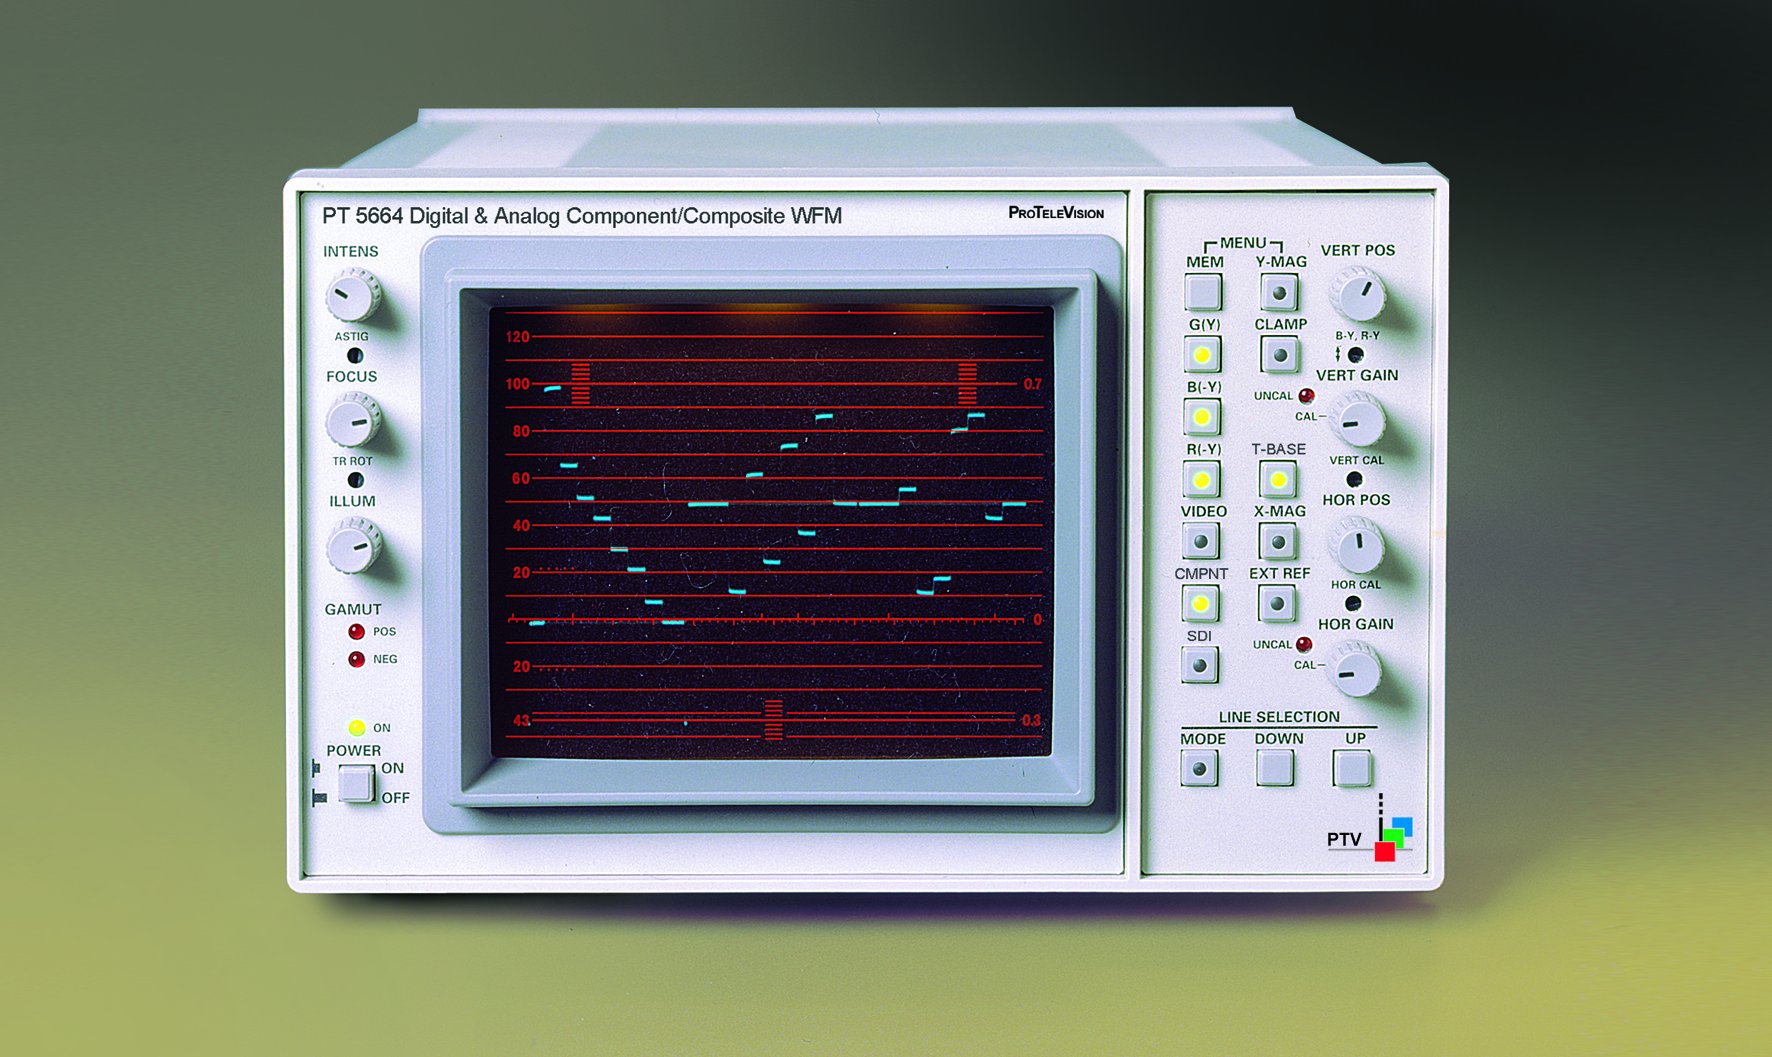 PT 5664 Digital & Analog Component/Composite WFM
PROTELEVISION
INTENS
ASTIG
FOCUS
TR ROT
ILLUM
GAMUT
POS
NEG
ON
POWER
ON
OFF
120
100
0.7
80
60
40
20
0
20
43
0.3
MENU
MEM
Y-MAG
VERT POS
G(Y)
CLAMP
B-Y, R-Y
VERT GAIN
B(-Y)
UNCAL
CAL
R(-Y)
T-BASE
VERT CAL
HOR POS
VIDEO
X-MAG
CMPNT
EXT REF
HOR CAL
HOR GAIN
SDI
UNCAL
CAL
LINE SELECTION
MODE
DOWN
UP
PTV